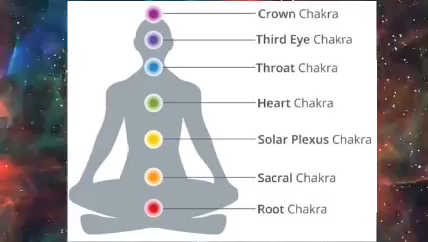 Crown Chakra
Third Eye Chakra
Throat Chakra
Heart Chakra
Solar Plexus Chakra
Sacral Chakra
Root Chakra